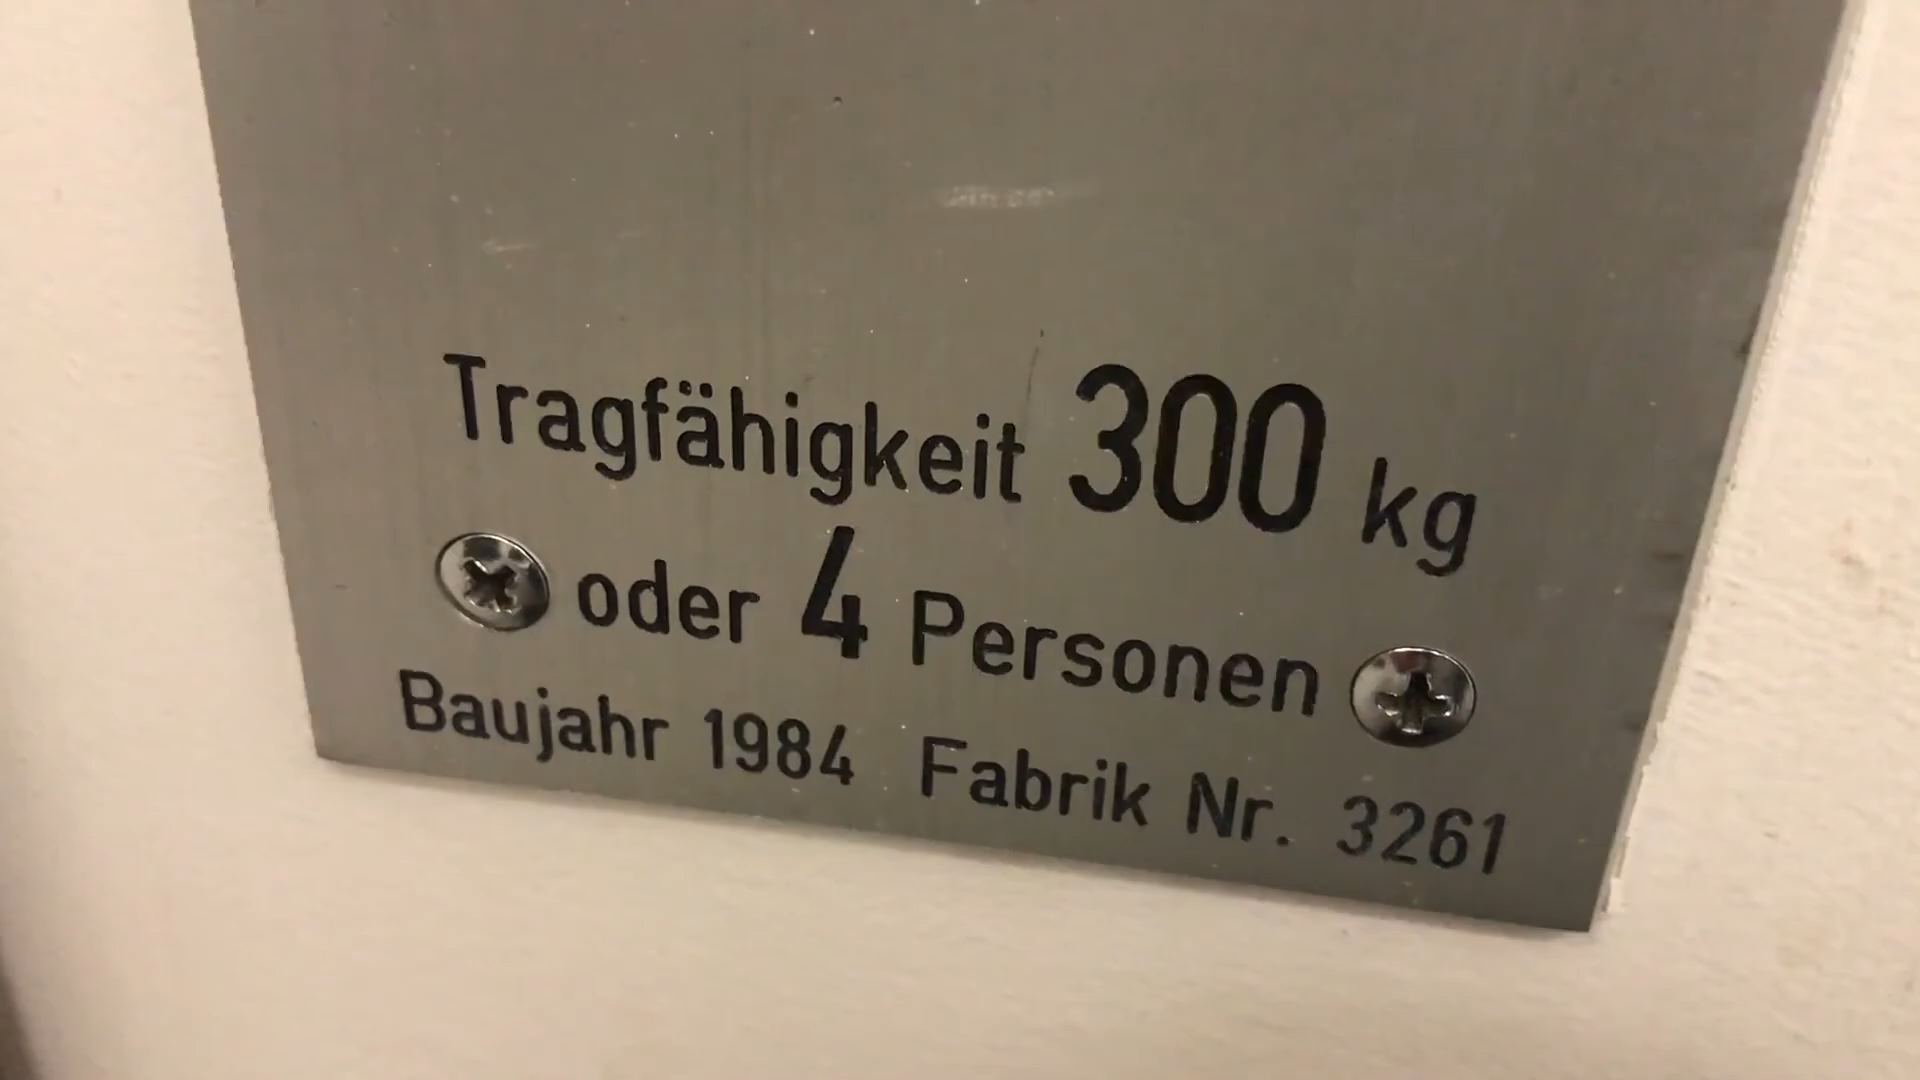 Tragfähigkeit 300 kg
oder 4 Personen
Baujahr 1984 Fabrik Nr. 3261